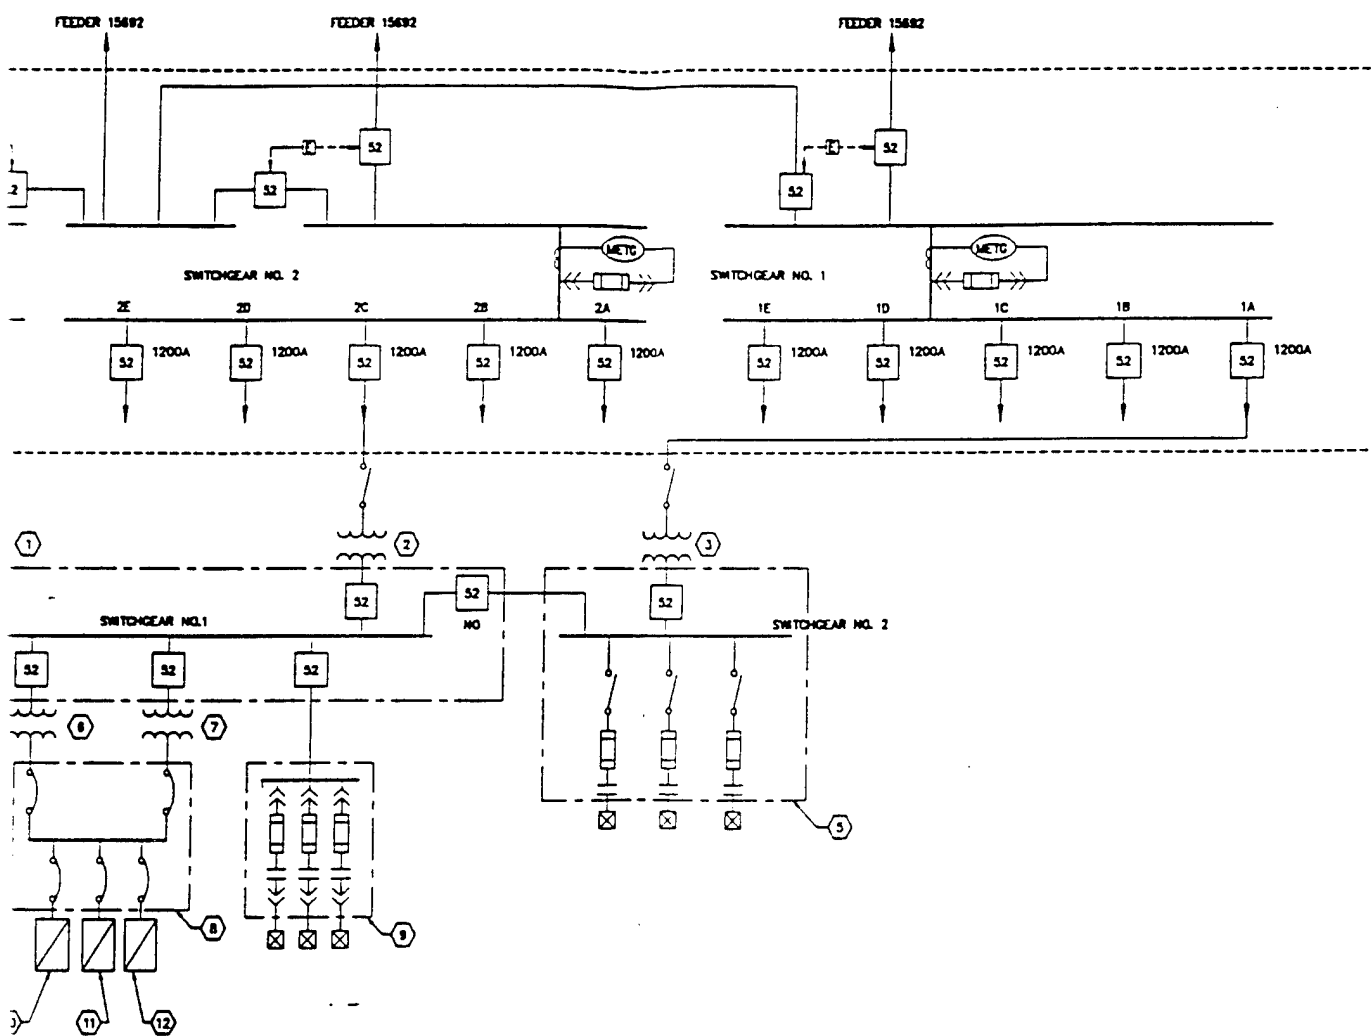 FEEDER 15692 FEEDER 15692 FEEDER 15692
52 E 52 E 52
52 52
METG METG
SWITCHGEAR NO. 2 SWITCHGEAR NO. 1
2E 2D 2C 2B 2A 1E 1D 1C 1B 1A
52 1200A 52 1200A 52 1200A 52 1200A 52 1200A 52 1200A 52 1200A 52 1200A 52 1200A 52 1200A
1 2 3
52 52 52
SWITCHGEAR NO.1 NO SWITCHGEAR NO. 2
52 52 52
6 7
5
8 9
11 12